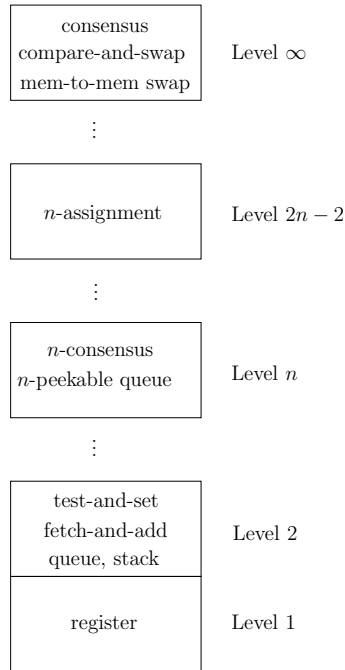 consensus
compare-and-swap
mem-to-mem swap
Level ∞
⋮
n-assignment
Level 2n − 2
⋮
n-consensus
n-peekable queue
Level n
⋮
test-and-set
fetch-and-add
queue, stack
Level 2
register
Level 1